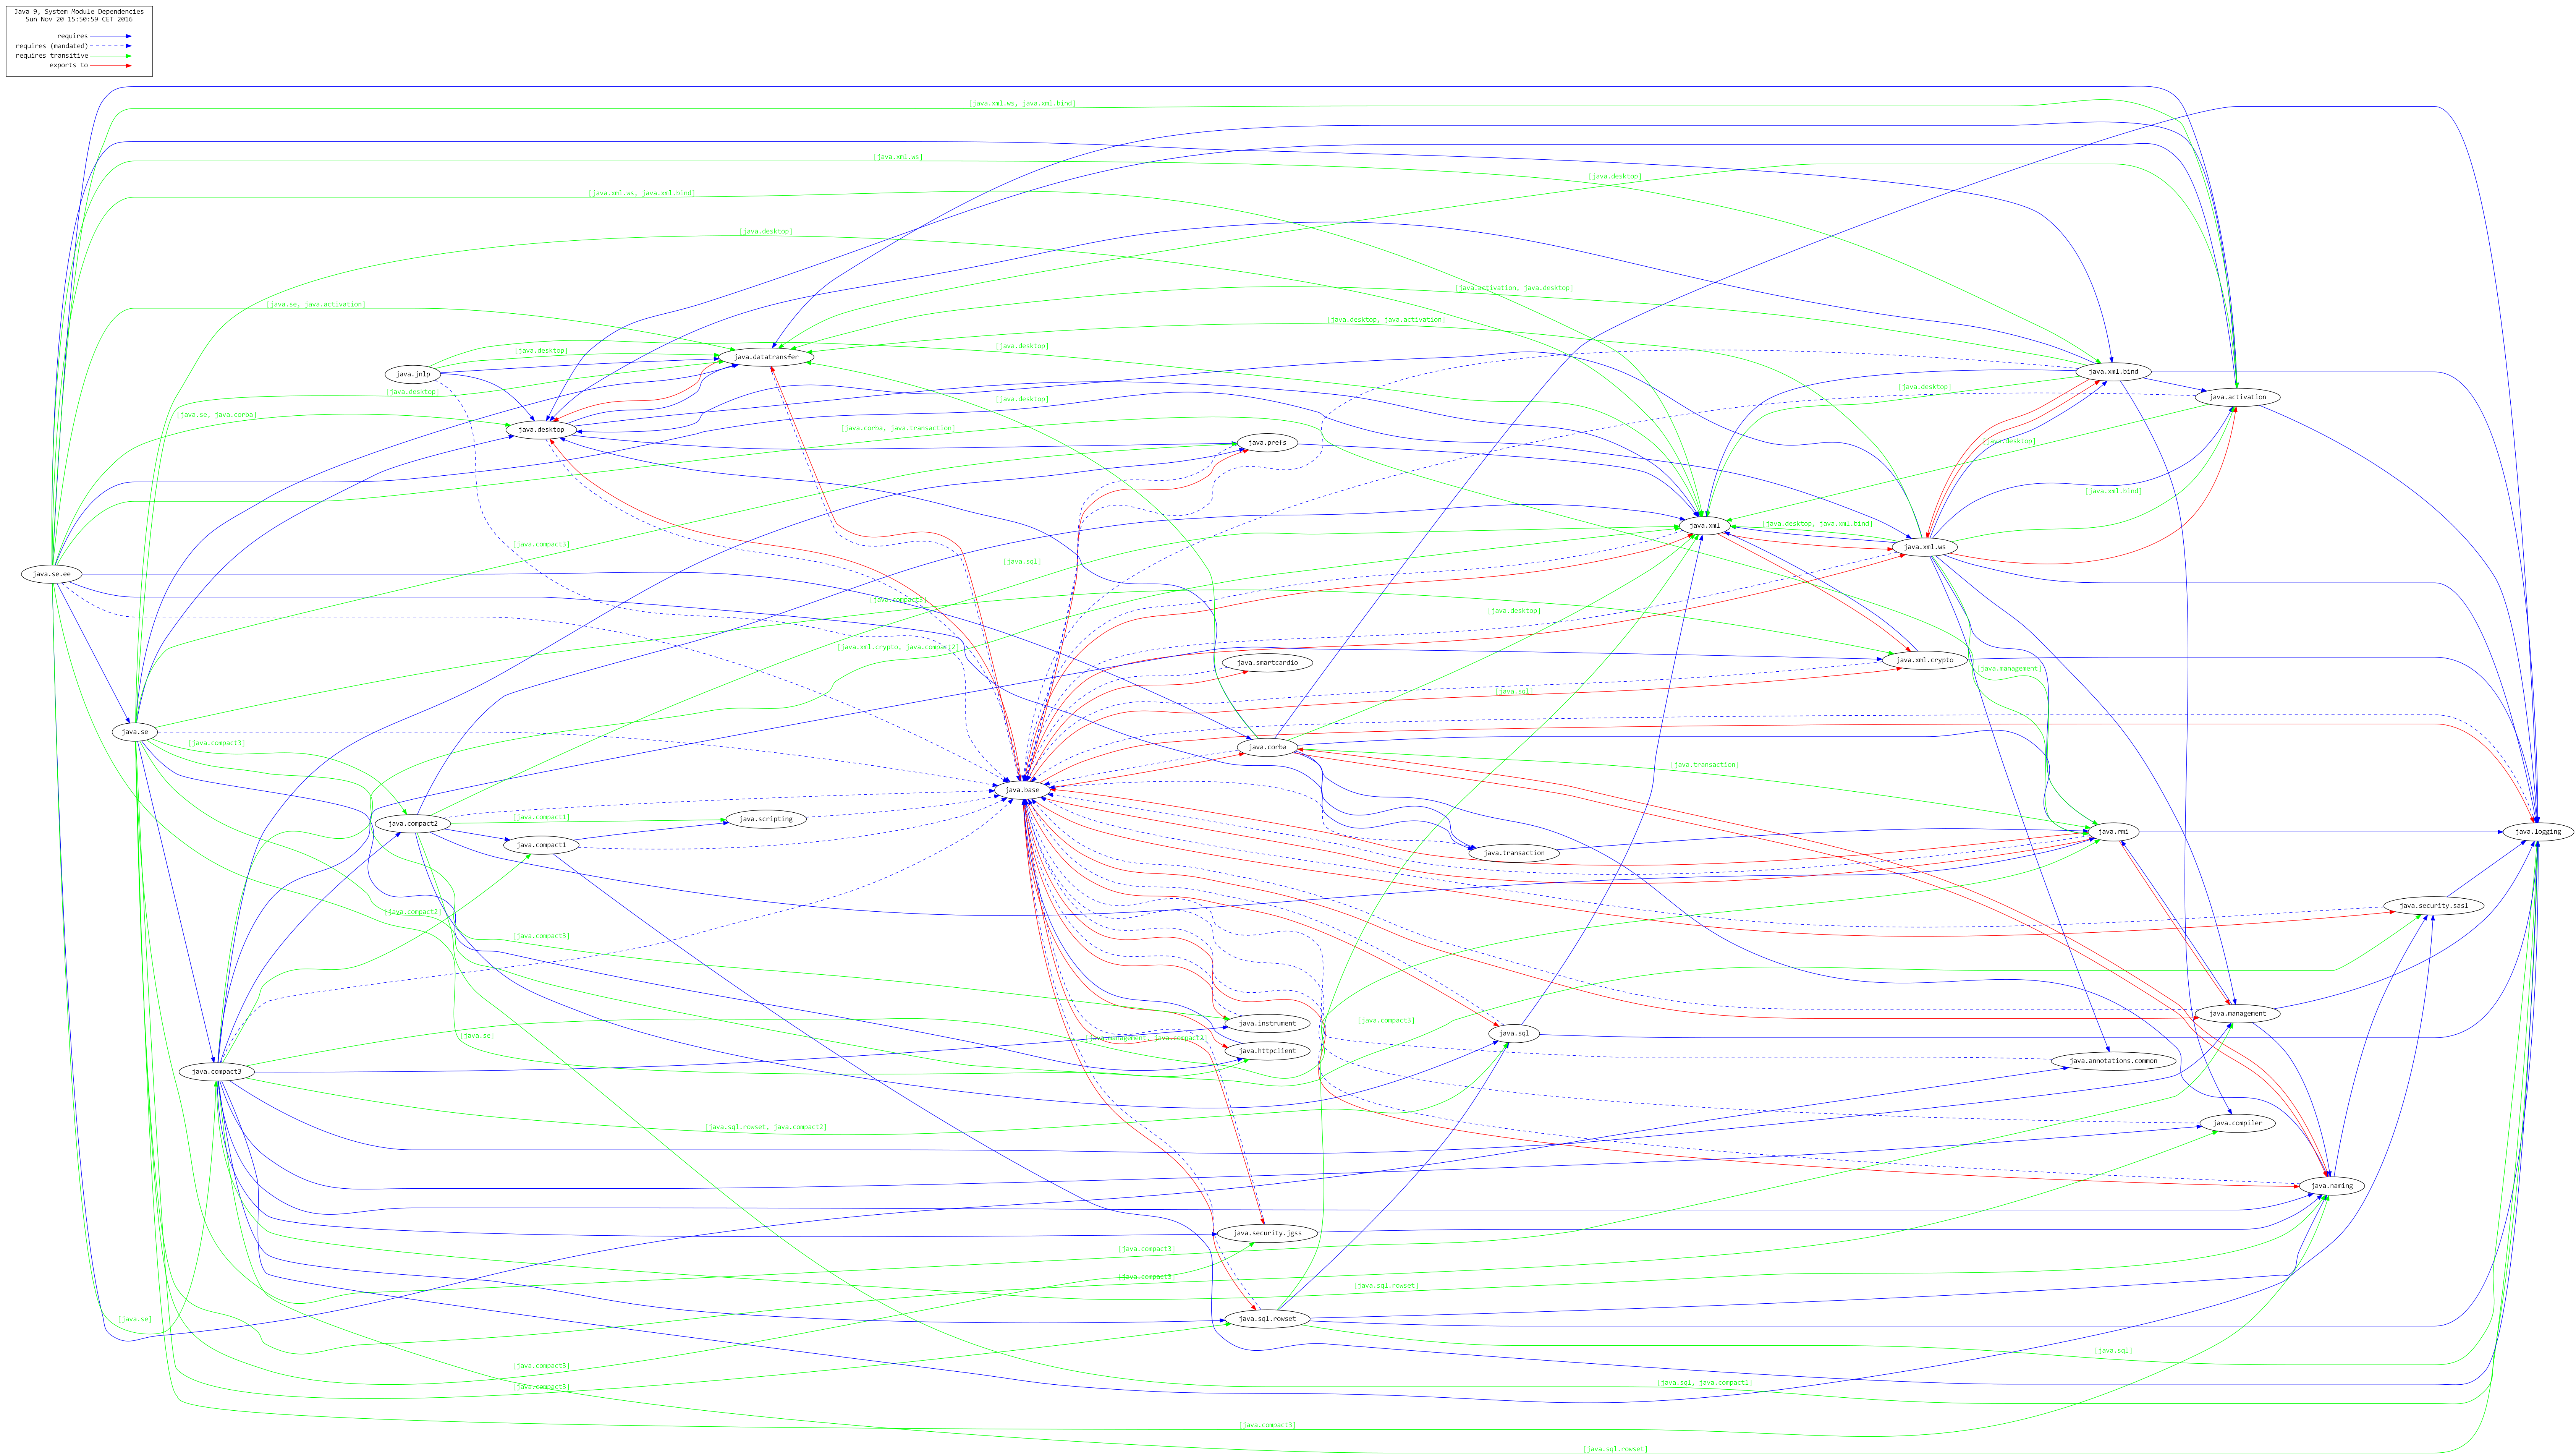 Java 9, System Module Dependencies
Sun Nov 20 15:50:59 CET 2016
requires
requires (mandated)
requires transitive
exports to
[java.xml.ws, java.xml.bind]
[java.xml.ws]
[java.desktop]
[java.xml.ws, java.xml.bind]
[java.desktop]
[java.activation, java.desktop]
[java.se, java.activation]
[java.desktop, java.activation]
[java.desktop]
[java.desktop]
java.datatransfer
java.jnlp
java.xml.bind
[java.desktop]
[java.desktop]
java.activation
[java.desktop]
[java.se, java.corba]
[java.corba, java.transaction]
java.desktop
java.prefs
[java.desktop]
[java.xml.bind]
java.xml
[java.desktop, java.xml.bind]
[java.compact3]
java.xml.ws
[java.sql]
java.se.ee
[java.compact3]
[java.desktop]
[java.xml.crypto, java.compact2]
java.smartcardio
java.xml.crypto
[java.management]
[java.sql]
java.se
[java.compact3]
java.corba
[java.transaction]
java.base
java.compact2
[java.compact1]
java.scripting
java.rmi
java.logging
java.compact1
java.transaction
java.security.sasl
[java.compact2]
[java.compact3]
java.management
[java.compact3]
java.instrument
java.sql
[java.se]
[java.management, java.compact2]
java.httpclient
java.annotations.common
java.compact3
[java.sql.rowset, java.compact2]
java.compiler
java.naming
java.security.jgss
[java.compact3]
[java.compact3]
[java.sql.rowset]
[java.se]
java.sql.rowset
[java.sql]
[java.compact3]
[java.compact3]
[java.sql, java.compact1]
[java.compact3]
[java.sql.rowset]